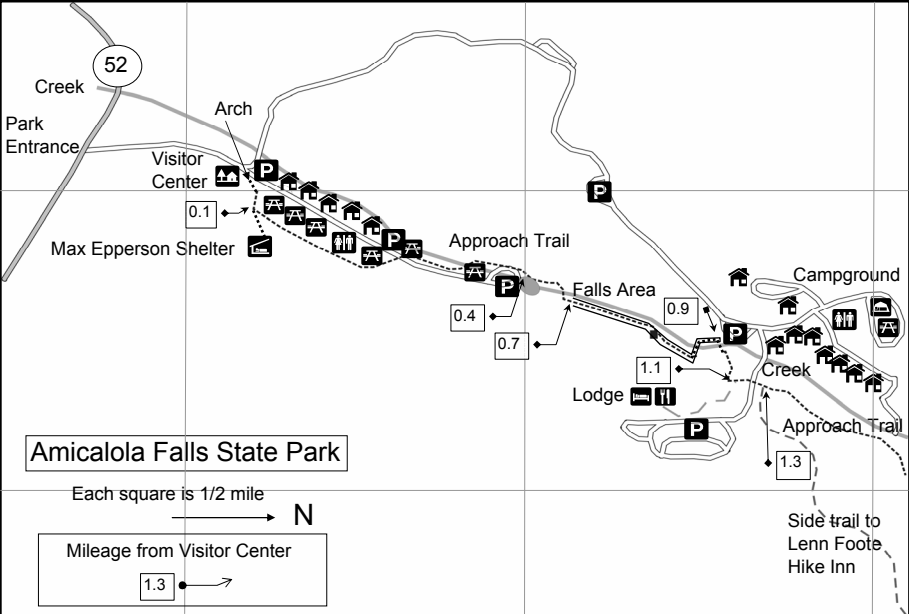 52
Creek
Arch
Park
Entrance
Visitor
Center
P
P
0.1
Max Epperson Shelter
P
Approach Trail
Campground
P
Falls Area
0.4
0.9
P
0.7
1.1
Creek
Lodge
P
Approach Trail
1.3
Amicalola Falls State Park
Each square is 1/2 mile
N
Mileage from Visitor Center
1.3
Side trail to
Lenn Foote
Hike Inn